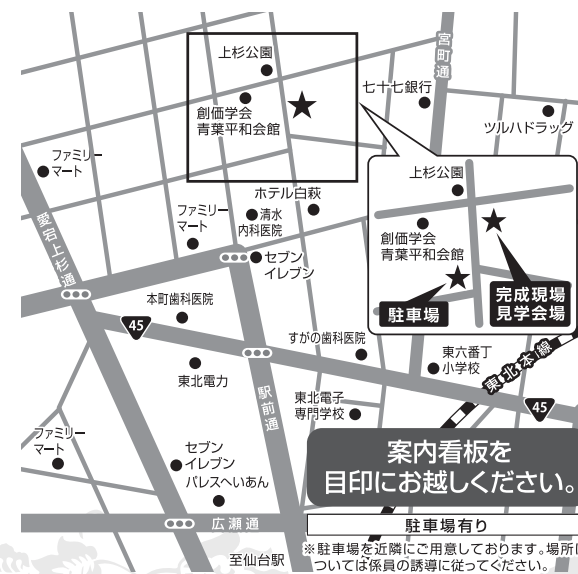 上杉公園
創価学会
青葉平和会館
宮町通
七十七銀行
ツルハドラッグ
ファミリー
マート
愛宕上杉通
ホテル白萩
清水
内科医院
ファミリー
マート
セブン
イレブン
上杉公園
創価学会
青葉平和会館
駐車場
完成現場
見学会場
本町歯科医院
45
東北電力
すがの歯科医院
東六番丁
小学校
東北本線
駅前通
東北電子
専門学校
45
ファミリー
マート
セブン
イレブン
パレスへいあん
広瀬通
至仙台駅
案内看板を
目印にお越しください。
駐車場有り
※駐車場を近隣にご用意しております。場所に
ついては係員の誘導に従ってください。